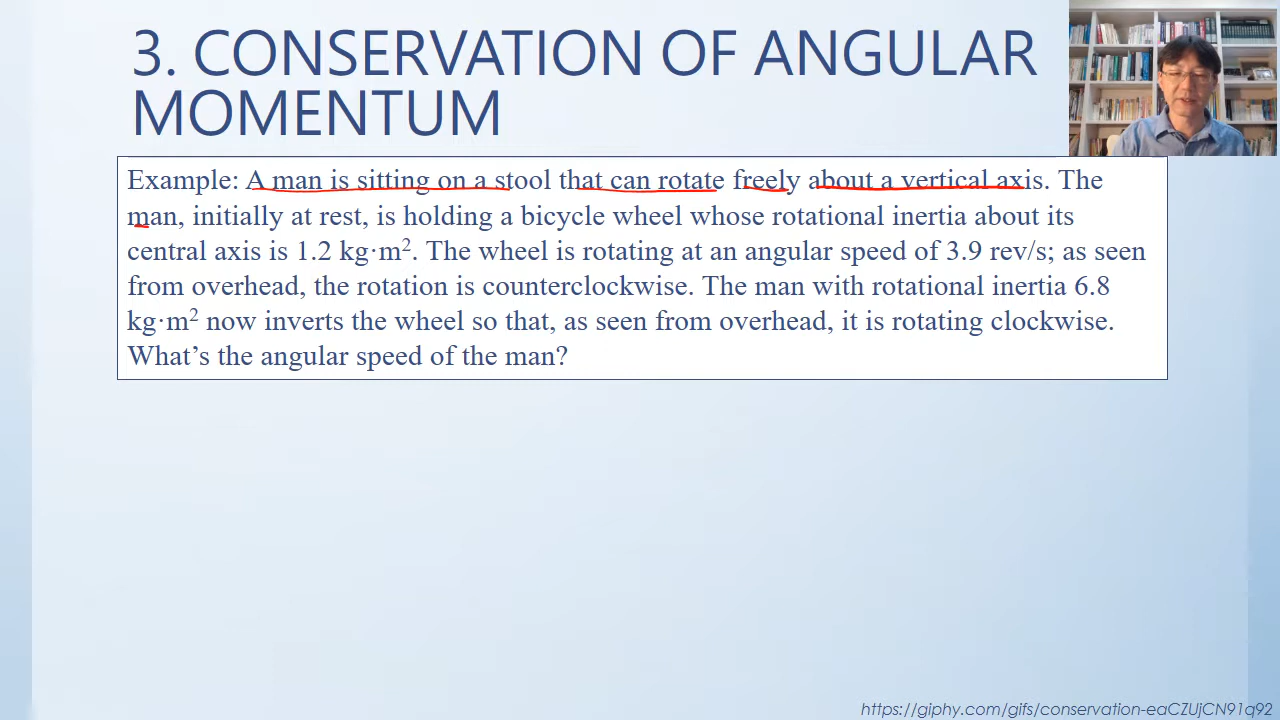 3. CONSERVATION OF ANGULAR
MOMENTUM
Example: A man is sitting on a stool that can rotate freely about a vertical axis. The
man, initially at rest, is holding a bicycle wheel whose rotational inertia about its
central axis is 1.2 kg·m². The wheel is rotating at an angular speed of 3.9 rev/s; as seen
from overhead, the rotation is counterclockwise. The man with rotational inertia 6.8
kg·m² now inverts the wheel so that, as seen from overhead, it is rotating clockwise.
What’s the angular speed of the man?
https://giphy.com/gifs/conservation-eaCZUjCN91q92